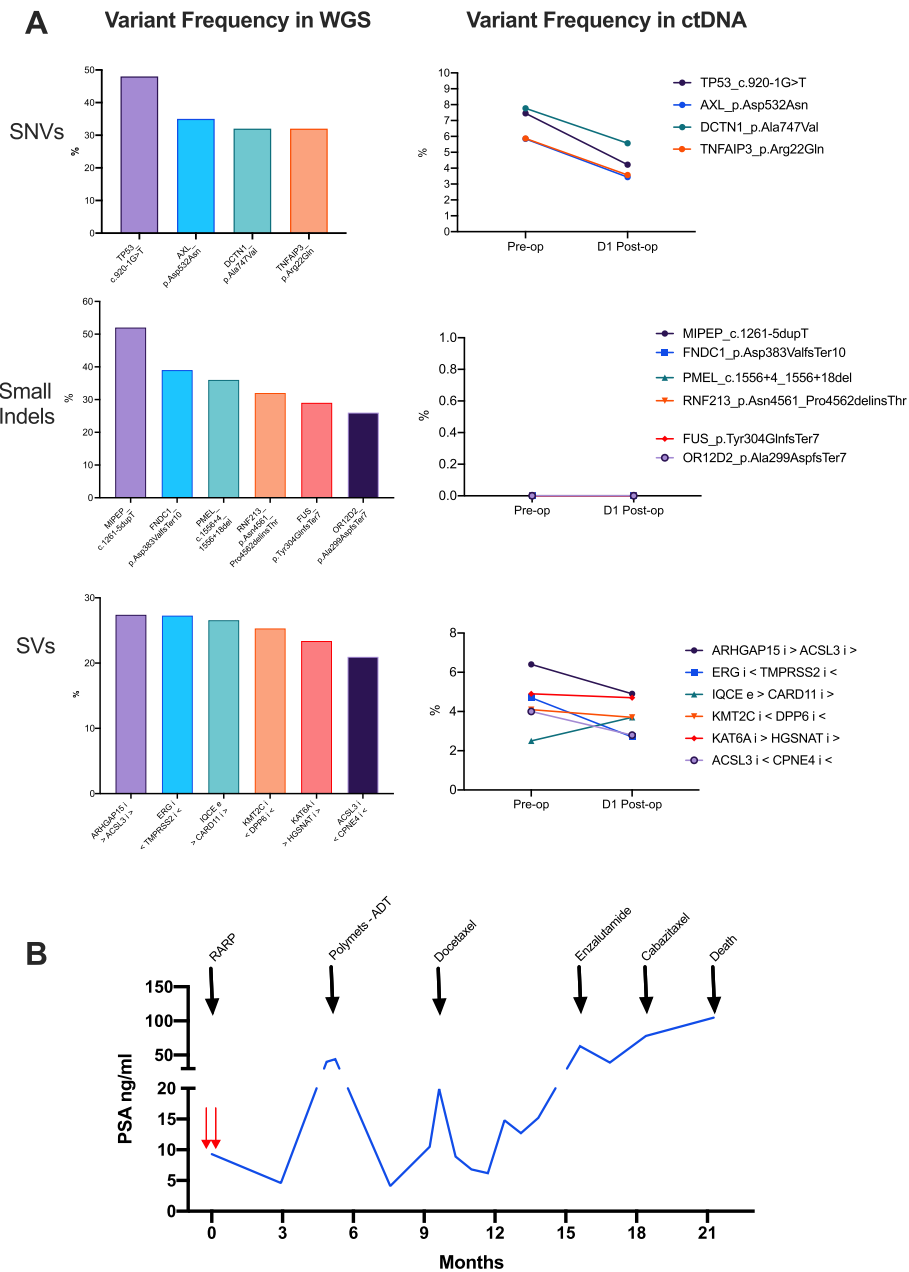 A
Variant Frequency in WGS
Variant Frequency in ctDNA
SNVs
%
50
40
30
20
10
0
TP53_
c.920-1G>T
AXL_
p.Asp532Asn
DCTN1_
p.Ala747Val
TNFAIP3_
p.Arg22Gln
%
10
9
8
7
6
5
4
3
2
1
0
Pre-op
D1 Post-op
TP53_c.920-1G>T
AXL_p.Asp532Asn
DCTN1_p.Ala747Val
TNFAIP3_p.Arg22Gln
Small
Indels
%
60
50
40
30
20
10
0
MIPEP_
c.1261-5dupT
FNDC1_
p.Asp383ValfsTer10
PMEL_
c.1556+4_
1556+18del
RNF213_
p.Asn4561_
Pro4562delinsThr
FUS_
p.Tyr304GlnfsTer7
OR12D2_
p.Ala299AspfsTer7
%
1.0
0.8
0.6
0.4
0.2
0.0
Pre-op
D1 Post-op
MIPEP_c.1261-5dupT
FNDC1_p.Asp383ValfsTer10
PMEL_c.1556+4_1556+18del
RNF213_p.Asn4561_Pro4562delinsThr
FUS_p.Tyr304GlnfsTer7
OR12D2_p.Ala299AspfsTer7
SVs
%
30
20
10
0
ARHGAP15 i
> ACSL3 i >
ERG i
< TMPRSS2 i <
IQCE e
> CARD11 i >
KMT2C i
< DPP6 i <
KAT6A i
> HGSNAT i >
ACSL3 i
< CPNE4 i <
%
8
6
4
2
0
Pre-op
D1 Post-op
ARHGAP15 i > ACSL3 i >
ERG i < TMPRSS2 i <
IQCE e > CARD11 i >
KMT2C i < DPP6 i <
KAT6A i > HGSNAT i >
ACSL3 i < CPNE4 i <
B
RARP
Polymets - ADT
Docetaxel
Enzalutamide
Cabazitaxel
Death
PSA ng/ml
150
100
50
20
15
10
5
0
0
3
6
9
12
15
18
21
Months